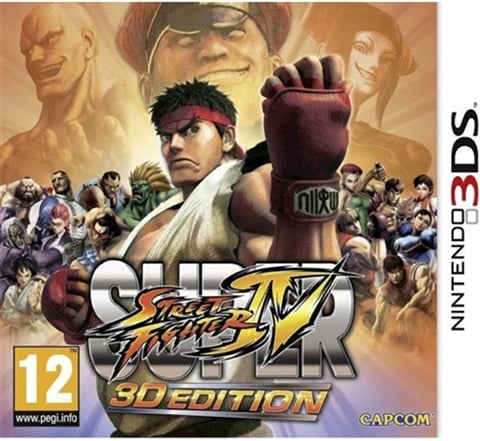 NINTENDO 3DS
SUPER
STREET
FIGHTER IV
3D EDITION
12
www.pegi.info
CAPCOM